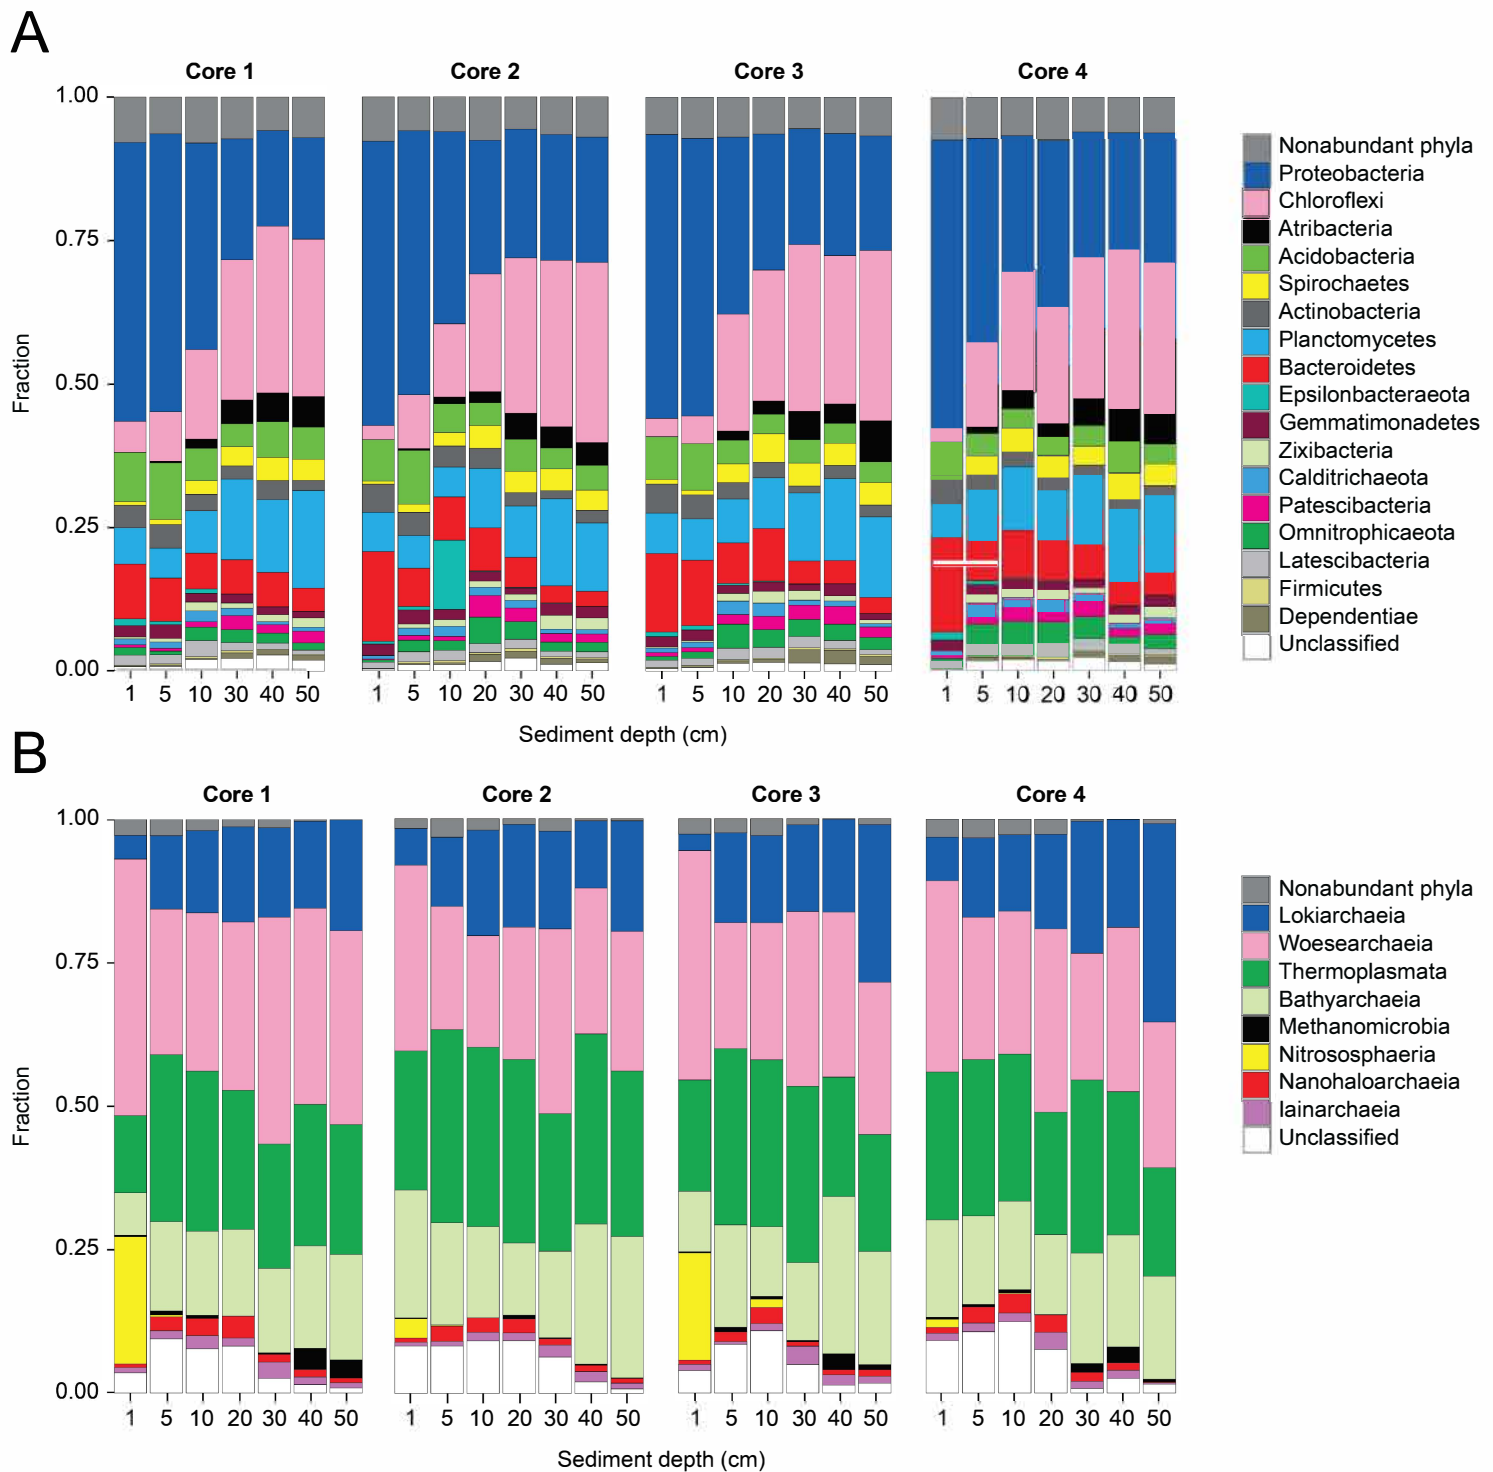 A
Core 1 Core 2 Core 3 Core 4
1.00
0.75
0.50
0.25
0.00
Fraction
1 5 10 30 40 50 1 5 10 20 30 40 50 1 5 10 20 30 40 50 1 5 10 20 30 40 50
Sediment depth (cm)
Nonabundant phyla
Proteobacteria
Chloroflexi
Atribacteria
Acidobacteria
Spirochaetes
Actinobacteria
Planctomycetes
Bacteroidetes
Epsilonbacteraeota
Gemmatimonadetes
Zixibacteria
Calditrichaeota
Patescibacteria
Omnitrophicaeota
Latescibacteria
Firmicutes
Dependentiae
Unclassified
B
Core 1 Core 2 Core 3 Core 4
1.00
0.75
0.50
0.25
0.00
Fraction
1 5 10 20 30 40 50 1 5 10 20 30 40 50 1 5 10 20 30 40 50 1 5 10 20 30 40 50
Sediment depth (cm)
Nonabundant phyla
Lokiarchaeia
Woesearchaeia
Thermoplasmata
Bathyarchaeia
Methanomicrobia
Nitrososphaeria
Nanohaloarchaeia
Iainarchaeia
Unclassified